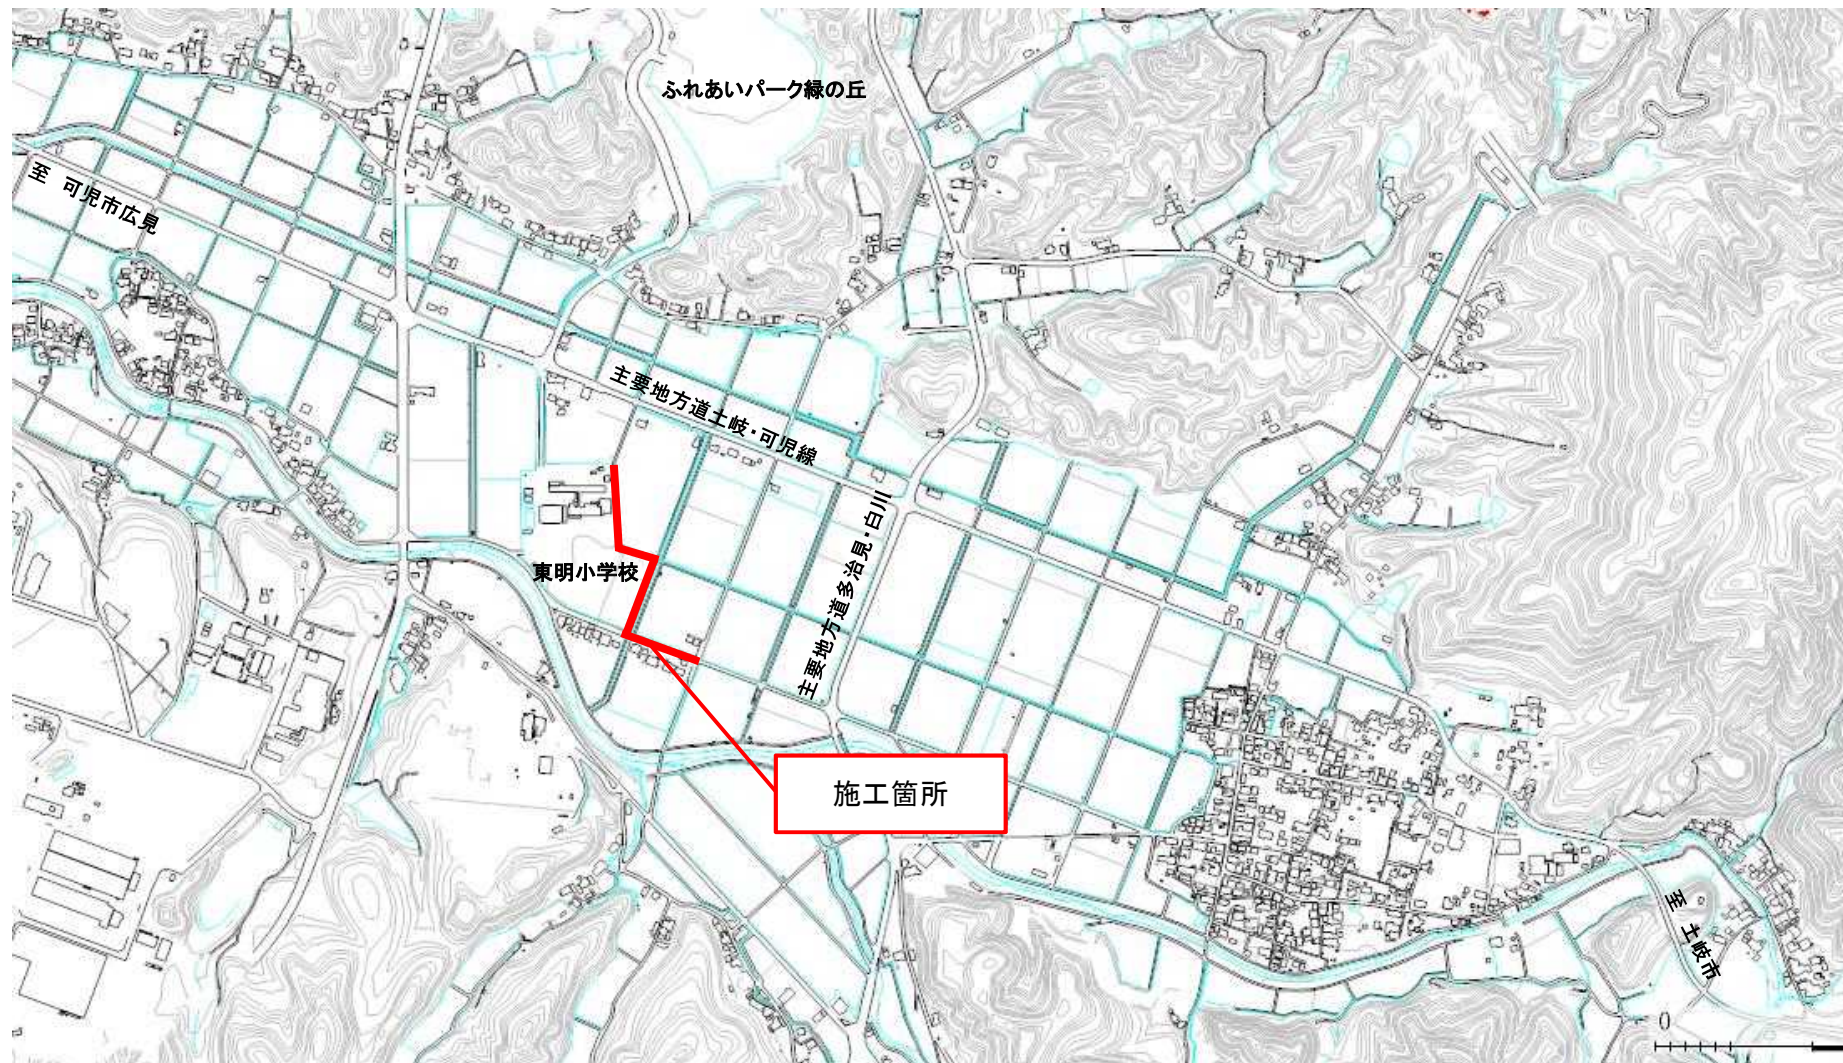 ふれあいパーク緑の丘
至 可児市広見
主要地方道土岐・可児線
主要地方道多治見・白川
東明小学校
施工箇所
至 土岐市
0